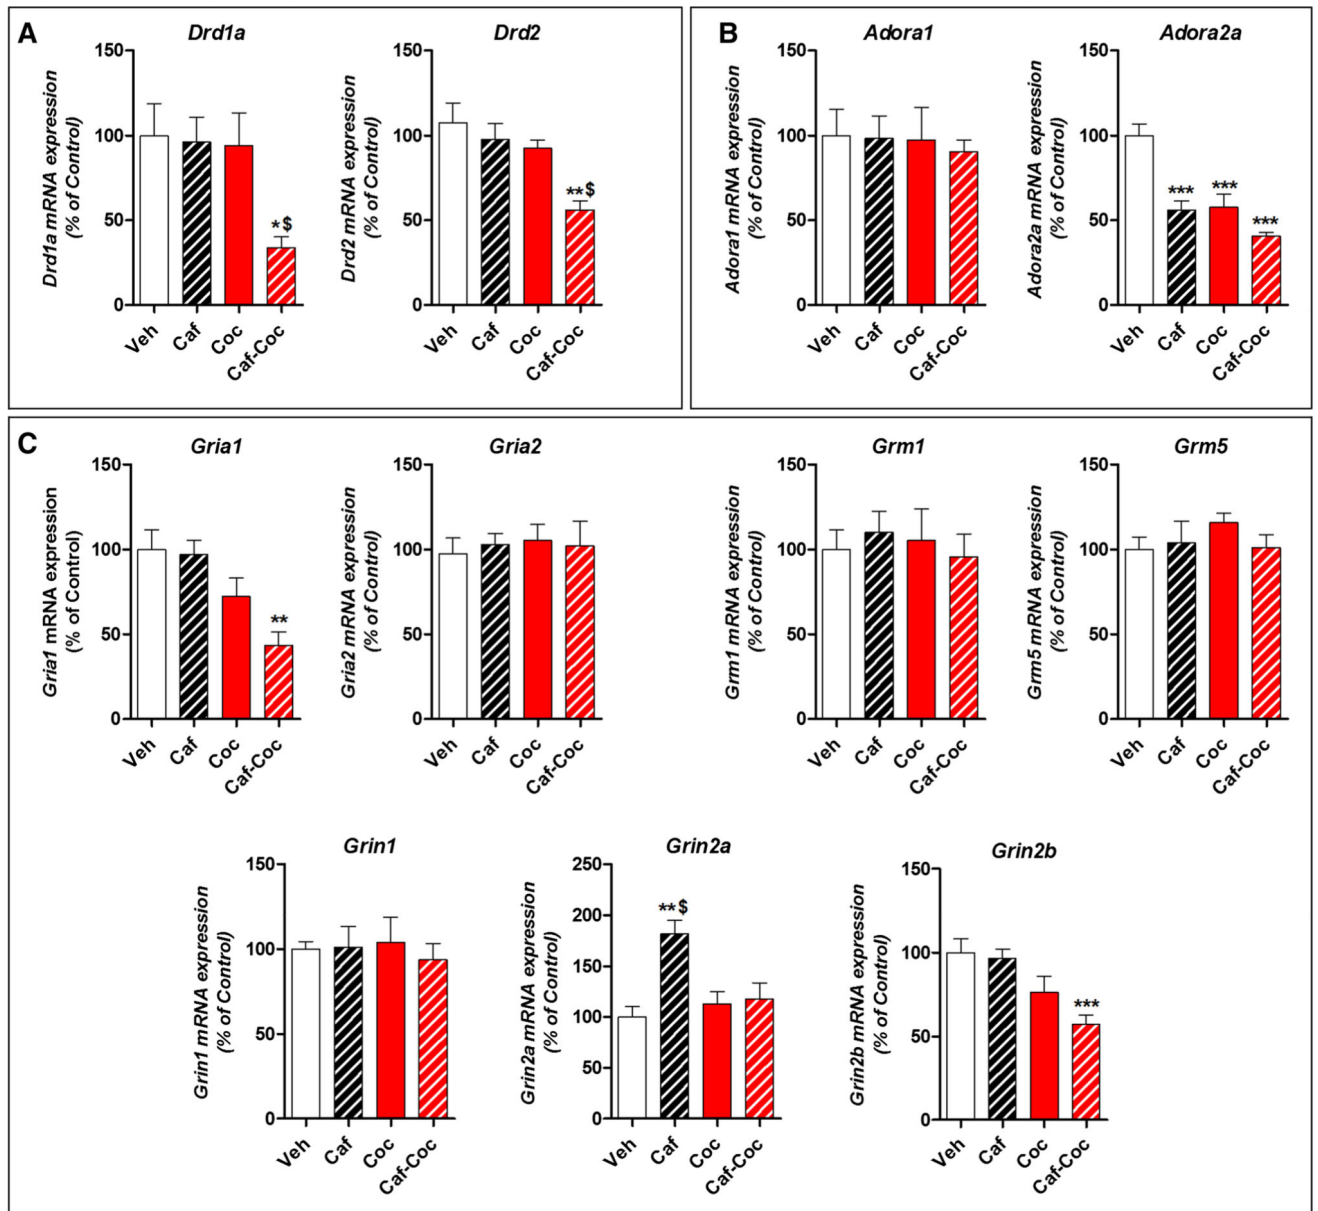 A
Drd1a
Drd1a mRNA expression
(% of Control)
150
100
50
0
*$
Veh
Caf
Coc
Caf-Coc
Drd2
Drd2 mRNA expression
(% of Control)
150
100
50
0
**$
Veh
Caf
Coc
Caf-Coc
B
Adora1
Adora1 mRNA expression
(% of Control)
150
100
50
0
Veh
Caf
Coc
Caf-Coc
Adora2a
Adora2a mRNA expression
(% of Control)
150
100
50
0
***
***
***
Veh
Caf
Coc
Caf-Coc
C
Gria1
Gria1 mRNA expression
(% of Control)
150
100
50
0
**
Veh
Caf
Coc
Caf-Coc
Gria2
Gria2 mRNA expression
(% of Control)
150
100
50
0
Veh
Caf
Coc
Caf-Coc
Grm1
Grm1 mRNA expression
(% of Control)
150
100
50
0
Veh
Caf
Coc
Caf-Coc
Grm5
Grm5 mRNA expression
(% of Control)
150
100
50
0
Veh
Caf
Coc
Caf-Coc
Grin1
Grin1 mRNA expression
(% of Control)
150
100
50
0
Veh
Caf
Coc
Caf-Coc
Grin2a
Grin2a mRNA expression
(% of Control)
250
200
150
100
50
0
**$
Veh
Caf
Coc
Caf-Coc
Grin2b
Grin2b mRNA expression
(% of Control)
150
100
50
0
***
Veh
Caf
Coc
Caf-Coc